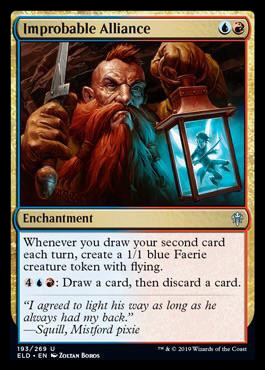 Improbable Alliance
Enchantment
Whenever you draw your second card
each turn, create a 1/1 blue Faerie
creature token with flying.
4 : Draw a card, then discard a card.
“I agreed to light his way as long as he
always had my back.”
—Squill, Mistford pixie
193/269 U
ELD • EN Zoltan Boros
™ & © 2019 Wizards of the Coast